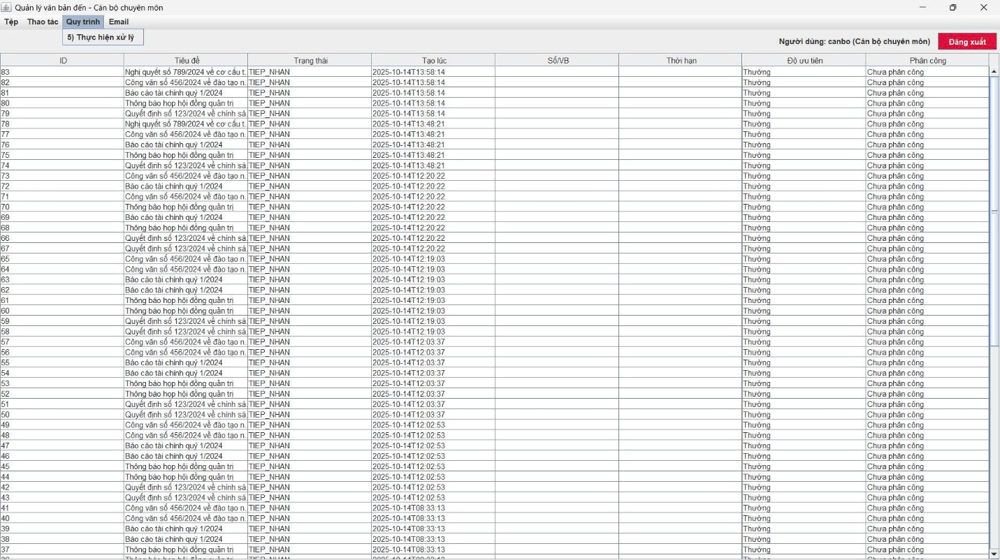 Quản lý văn bản đến - Cán bộ chuyên môn
Tệp Thao tác Quy trình Email
5) Thực hiện xử lý
Người dùng: canbo (Cán bộ chuyên môn) Đăng xuất
ID Tiêu đề Trạng thái Tạo lúc Số/VB Thời hạn Độ ưu tiên Phân công
83 Nghị quyết số 789/2024 về cơ cấu t... TIEP_NHAN 2025-10-14T13:58:14 Thường Chưa phân công
82 Công văn số 456/2024 về đào tạo n... TIEP_NHAN 2025-10-14T13:58:14 Thường Chưa phân công
81 Báo cáo tài chính quý 1/2024 TIEP_NHAN 2025-10-14T13:58:14 Thường Chưa phân công
80 Thông báo họp hội đồng quản trị TIEP_NHAN 2025-10-14T13:58:14 Thường Chưa phân công
79 Quyết định số 123/2024 về chính sá... TIEP_NHAN 2025-10-14T13:58:14 Thường Chưa phân công
78 Nghị quyết số 789/2024 về cơ cấu t... TIEP_NHAN 2025-10-14T13:48:21 Thường Chưa phân công
77 Công văn số 456/2024 về đào tạo n... TIEP_NHAN 2025-10-14T13:48:21 Thường Chưa phân công
76 Báo cáo tài chính quý 1/2024 TIEP_NHAN 2025-10-14T13:48:21 Thường Chưa phân công
75 Thông báo họp hội đồng quản trị TIEP_NHAN 2025-10-14T13:48:21 Thường Chưa phân công
74 Quyết định số 123/2024 về chính sá... TIEP_NHAN 2025-10-14T13:48:21 Thường Chưa phân công
73 Công văn số 456/2024 về đào tạo n... TIEP_NHAN 2025-10-14T12:20:22 Thường Chưa phân công
72 Báo cáo tài chính quý 1/2024 TIEP_NHAN 2025-10-14T12:20:22 Thường Chưa phân công
71 Công văn số 456/2024 về đào tạo n... TIEP_NHAN 2025-10-14T12:20:22 Thường Chưa phân công
70 Thông báo họp hội đồng quản trị TIEP_NHAN 2025-10-14T12:20:22 Thường Chưa phân công
69 Báo cáo tài chính quý 1/2024 TIEP_NHAN 2025-10-14T12:20:22 Thường Chưa phân công
68 Thông báo họp hội đồng quản trị TIEP_NHAN 2025-10-14T12:20:22 Thường Chưa phân công
66 Quyết định số 123/2024 về chính sá... TIEP_NHAN 2025-10-14T12:20:22 Thường Chưa phân công
67 Quyết định số 123/2024 về chính sá... TIEP_NHAN 2025-10-14T12:20:22 Thường Chưa phân công
65 Công văn số 456/2024 về đào tạo n... TIEP_NHAN 2025-10-14T12:19:03 Thường Chưa phân công
64 Công văn số 456/2024 về đào tạo n... TIEP_NHAN 2025-10-14T12:19:03 Thường Chưa phân công
63 Báo cáo tài chính quý 1/2024 TIEP_NHAN 2025-10-14T12:19:03 Thường Chưa phân công
62 Báo cáo tài chính quý 1/2024 TIEP_NHAN 2025-10-14T12:19:03 Thường Chưa phân công
61 Thông báo họp hội đồng quản trị TIEP_NHAN 2025-10-14T12:19:03 Thường Chưa phân công
60 Thông báo họp hội đồng quản trị TIEP_NHAN 2025-10-14T12:19:03 Thường Chưa phân công
59 Quyết định số 123/2024 về chính sá... TIEP_NHAN 2025-10-14T12:19:03 Thường Chưa phân công
58 Quyết định số 123/2024 về chính sá... TIEP_NHAN 2025-10-14T12:19:03 Thường Chưa phân công
57 Công văn số 456/2024 về đào tạo n... TIEP_NHAN 2025-10-14T12:03:37 Thường Chưa phân công
56 Công văn số 456/2024 về đào tạo n... TIEP_NHAN 2025-10-14T12:03:37 Thường Chưa phân công
55 Báo cáo tài chính quý 1/2024 TIEP_NHAN 2025-10-14T12:03:37 Thường Chưa phân công
54 Báo cáo tài chính quý 1/2024 TIEP_NHAN 2025-10-14T12:03:37 Thường Chưa phân công
53 Thông báo họp hội đồng quản trị TIEP_NHAN 2025-10-14T12:03:37 Thường Chưa phân công
52 Thông báo họp hội đồng quản trị TIEP_NHAN 2025-10-14T12:03:37 Thường Chưa phân công
51 Quyết định số 123/2024 về chính sá... TIEP_NHAN 2025-10-14T12:03:37 Thường Chưa phân công
50 Quyết định số 123/2024 về chính sá... TIEP_NHAN 2025-10-14T12:03:37 Thường Chưa phân công
49 Công văn số 456/2024 về đào tạo n... TIEP_NHAN 2025-10-14T12:02:53 Thường Chưa phân công
48 Công văn số 456/2024 về đào tạo n... TIEP_NHAN 2025-10-14T12:02:53 Thường Chưa phân công
47 Báo cáo tài chính quý 1/2024 TIEP_NHAN 2025-10-14T12:02:53 Thường Chưa phân công
46 Báo cáo tài chính quý 1/2024 TIEP_NHAN 2025-10-14T12:02:53 Thường Chưa phân công
45 Thông báo họp hội đồng quản trị TIEP_NHAN 2025-10-14T12:02:53 Thường Chưa phân công
44 Thông báo họp hội đồng quản trị TIEP_NHAN 2025-10-14T12:02:53 Thường Chưa phân công
42 Quyết định số 123/2024 về chính sá... TIEP_NHAN 2025-10-14T12:02:53 Thường Chưa phân công
43 Quyết định số 123/2024 về chính sá... TIEP_NHAN 2025-10-14T12:02:53 Thường Chưa phân công
41 Công văn số 456/2024 về đào tạo n... TIEP_NHAN 2025-10-14T08:33:13 Thường Chưa phân công
40 Công văn số 456/2024 về đào tạo n... TIEP_NHAN 2025-10-14T08:33:13 Thường Chưa phân công
39 Báo cáo tài chính quý 1/2024 TIEP_NHAN 2025-10-14T08:33:13 Thường Chưa phân công
38 Báo cáo tài chính quý 1/2024 TIEP_NHAN 2025-10-14T08:33:13 Thường Chưa phân công
37 Thông báo họp hội đồng quản trị TIEP_NHAN 2025-10-14T08:33:13 Thường Chưa phân công